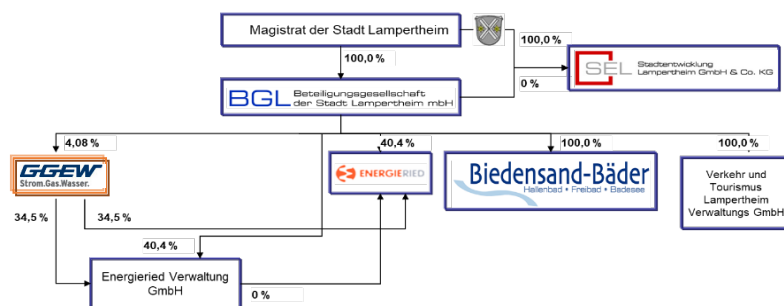 Magistrat der Stadt Lampertheim
100,0 %
100,0 %
SEL Stadtentwicklung
Lampertheim GmbH & Co. KG
BGL Beteiligungsgesellschaft
der Stadt Lampertheim mbH
0 %
4,08 %
40,4 %
100,0 %
100,0 %
GGEW
Strom.Gas.Wasser.
ENERGIERIED
Biedensand-Bäder
Hallenbad • Freibad • Badesee
Verkehr und
Tourismus
Lampertheim
Verwaltungs GmbH
34,5 %
34,5 %
40,4 %
Energieried Verwaltung
GmbH
0 %